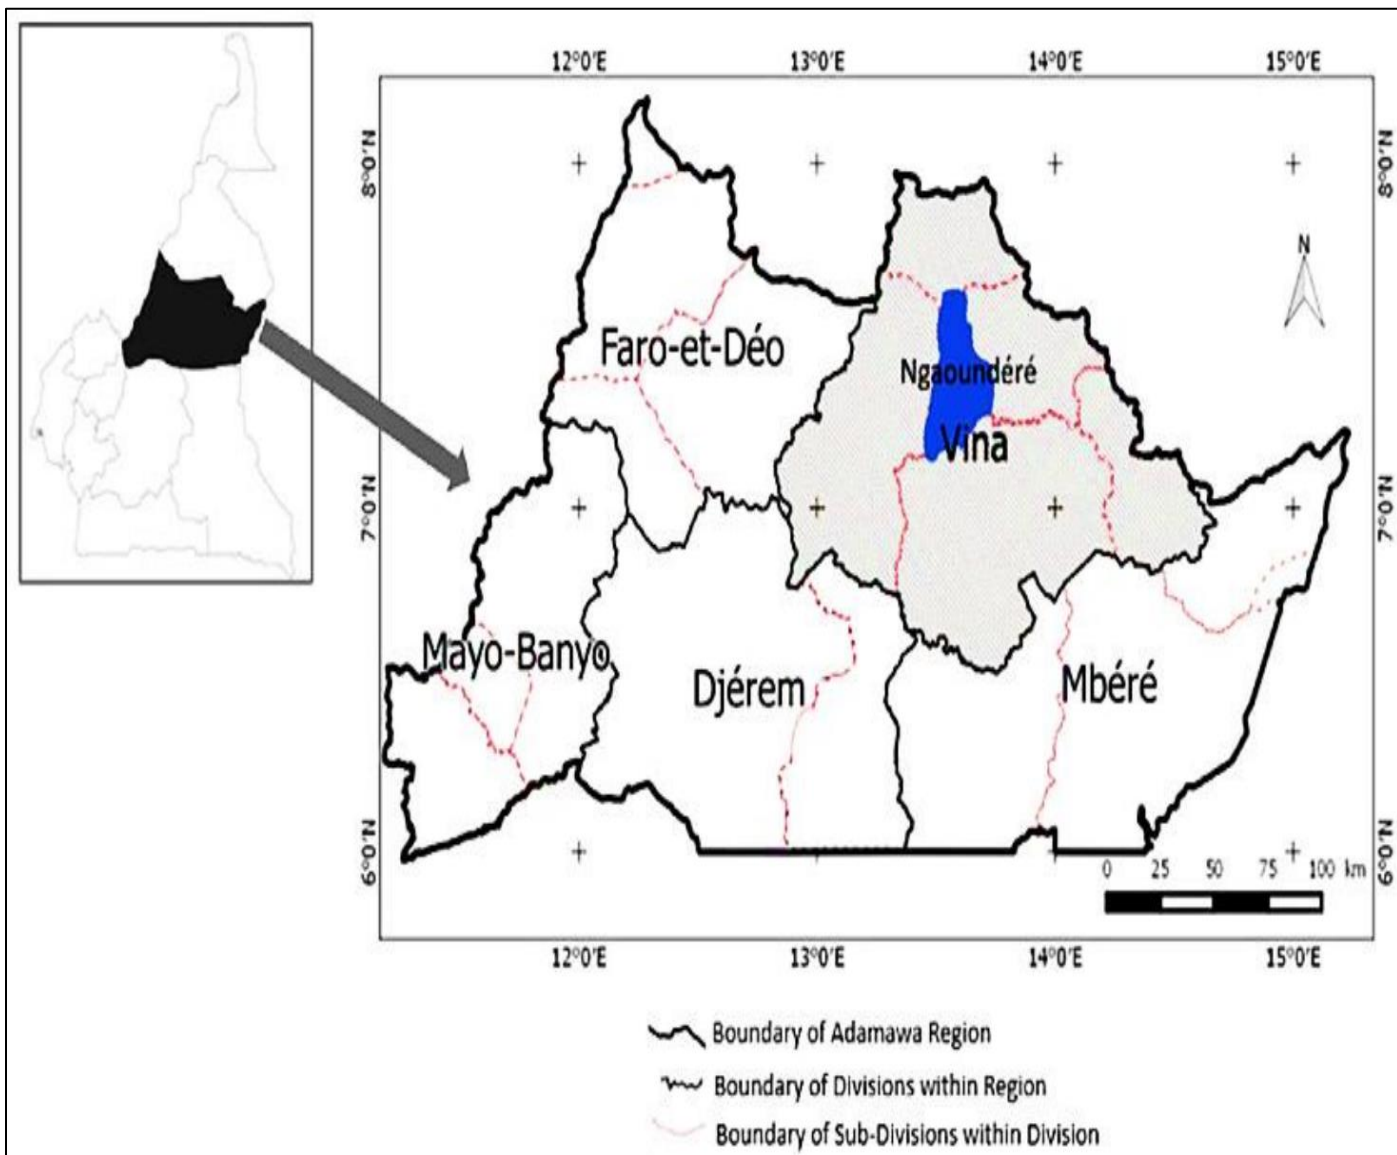 12°0'E 13°0'E 14°0'E 15°0'E
8°0'N 8°0'N
N
Faro-et-Déo
Ngaoundéré
Vina
7°0'N 7°0'N
Mayo-Banyo
Djérem
Mbéré
6°0'N 6°0'N
0 25 50 75 100 km
12°0'E 13°0'E 14°0'E 15°0'E
Boundary of Adamawa Region
Boundary of Divisions within Region
Boundary of Sub-Divisions within Division